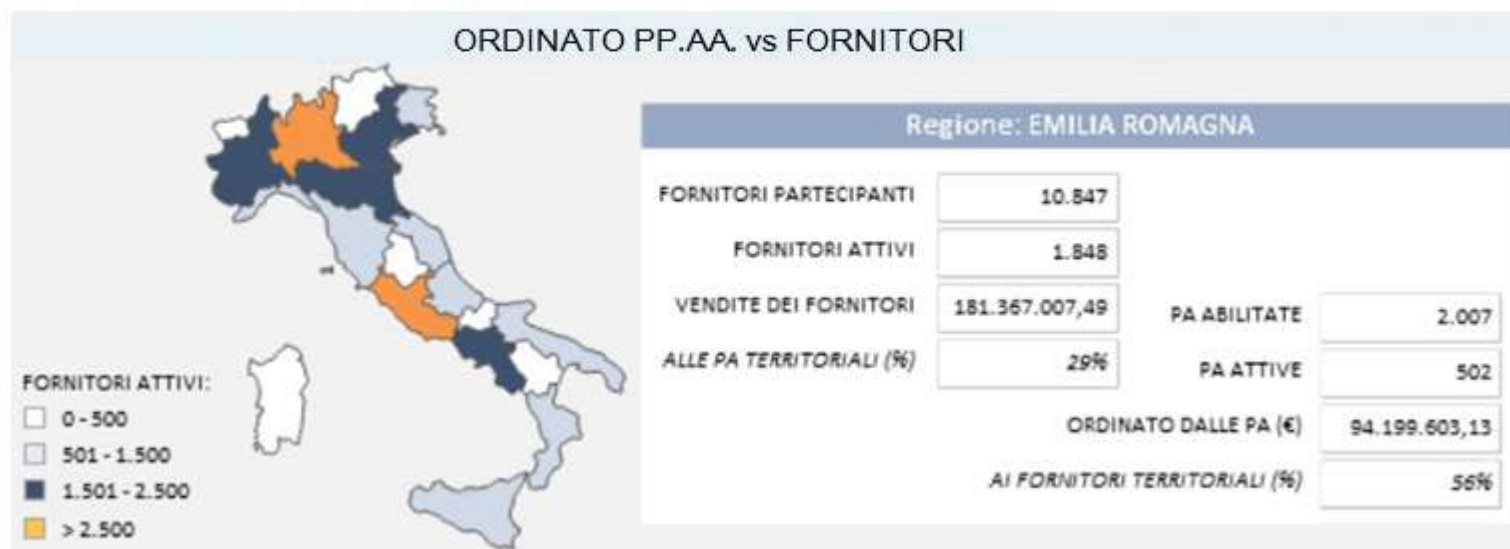 ORDINATO PP.AA. vs FORNITORI
Regione: EMILIA ROMAGNA
FORNITORI PARTECIPANTI 10.847
FORNITORI ATTIVI 1.848
VENDITE DEI FORNITORI 181.367.007,49
ALLE PA TERRITORIALI (%) 29%
PA ABILITATE 2.007
PA ATTIVE 502
ORDINATO DALLE PA (€) 94.199.603,13
AI FORNITORI TERRITORIALI (%) 56%
FORNITORI ATTIVI:
0 - 500
501 - 1.500
1.501 - 2.500
> 2.500